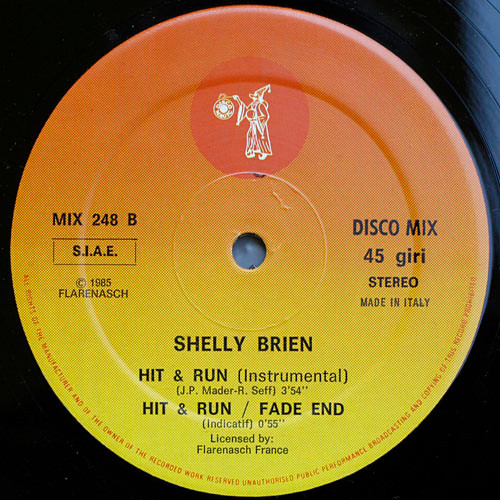 MIX 248 B
S.I.A.E.
© 1985
FLARENASCH
DISCO MIX
45 giri
STEREO
MADE IN ITALY
SHELLY BRIEN
HIT & RUN (Instrumental)
(J.P. Mader-R. Seff) 3'54''
HIT & RUN / FADE END
(Indicatif) 0'55''
Licensed by:
Flarenasch France
ALL RIGHTS OF THE MANUFACTURER AND OF THE OWNER OF THE RECORDED WORK RESERVED UNAUTHORISED PUBLIC PERFORMANCE BROADCASTING AND COPYING OF THIS RECORD PROHIBITED